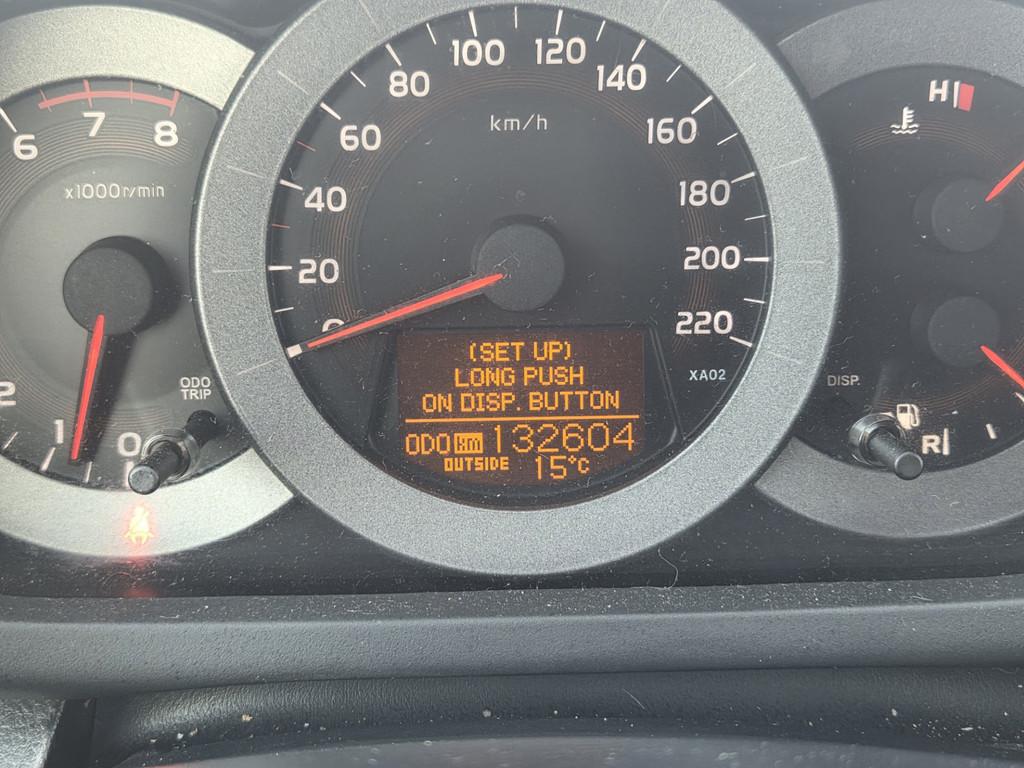 6
7
8
x1000r/min
2
1
0
ODO
TRIP
0
20
40
60
80
100
120
140
160
180
200
220
km/h
XA02
(SET UP)
LONG PUSH
ON DISP. BUTTON
ODO km 132604
OUTSIDE 15°C
H
DISP.
R